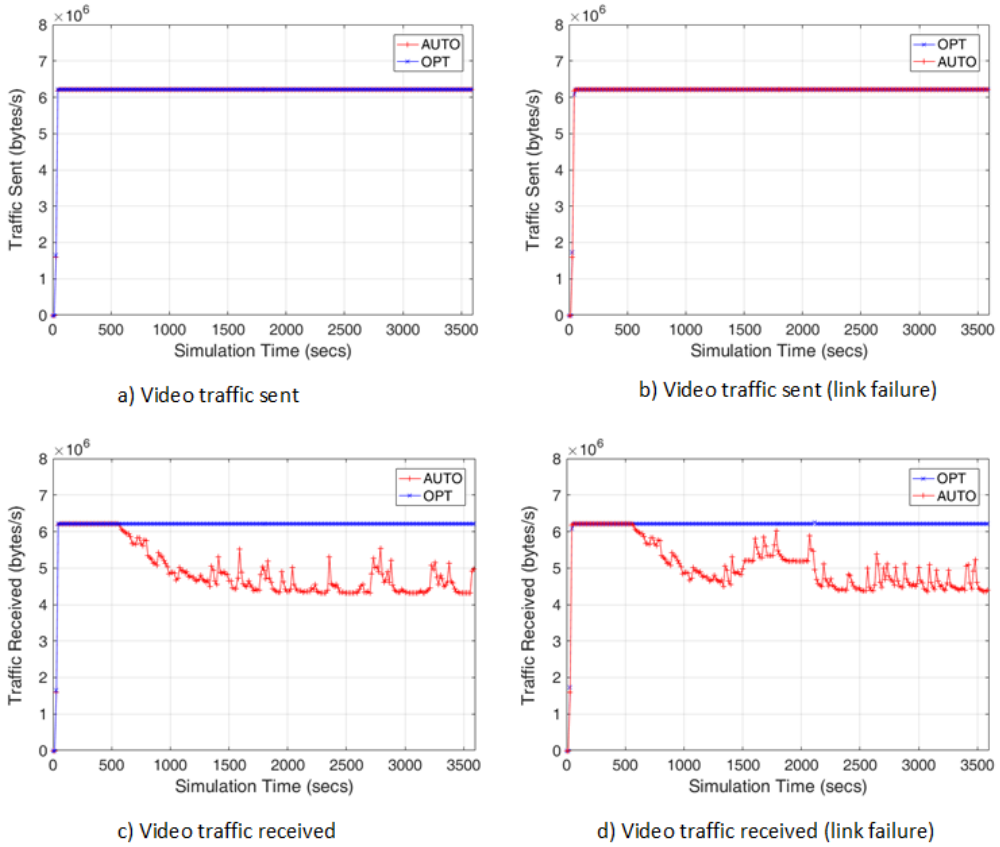 ×10^6
8
7
6
5
4
3
2
1
0
Traffic Sent (bytes/s)
AUTO
OPT
0 500 1000 1500 2000 2500 3000 3500
Simulation Time (secs)
a) Video traffic sent
×10^6
8
7
6
5
4
3
2
1
0
Traffic Sent (bytes/s)
OPT
AUTO
0 500 1000 1500 2000 2500 3000 3500
Simulation Time (secs)
b) Video traffic sent (link failure)
×10^6
8
7
6
5
4
3
2
1
0
Traffic Received (bytes/s)
AUTO
OPT
0 500 1000 1500 2000 2500 3000 3500
Simulation Time (secs)
c) Video traffic received
×10^6
8
7
6
5
4
3
2
1
0
Traffic Received (bytes/s)
OPT
AUTO
0 500 1000 1500 2000 2500 3000 3500
Simulation Time (secs)
d) Video traffic received (link failure)